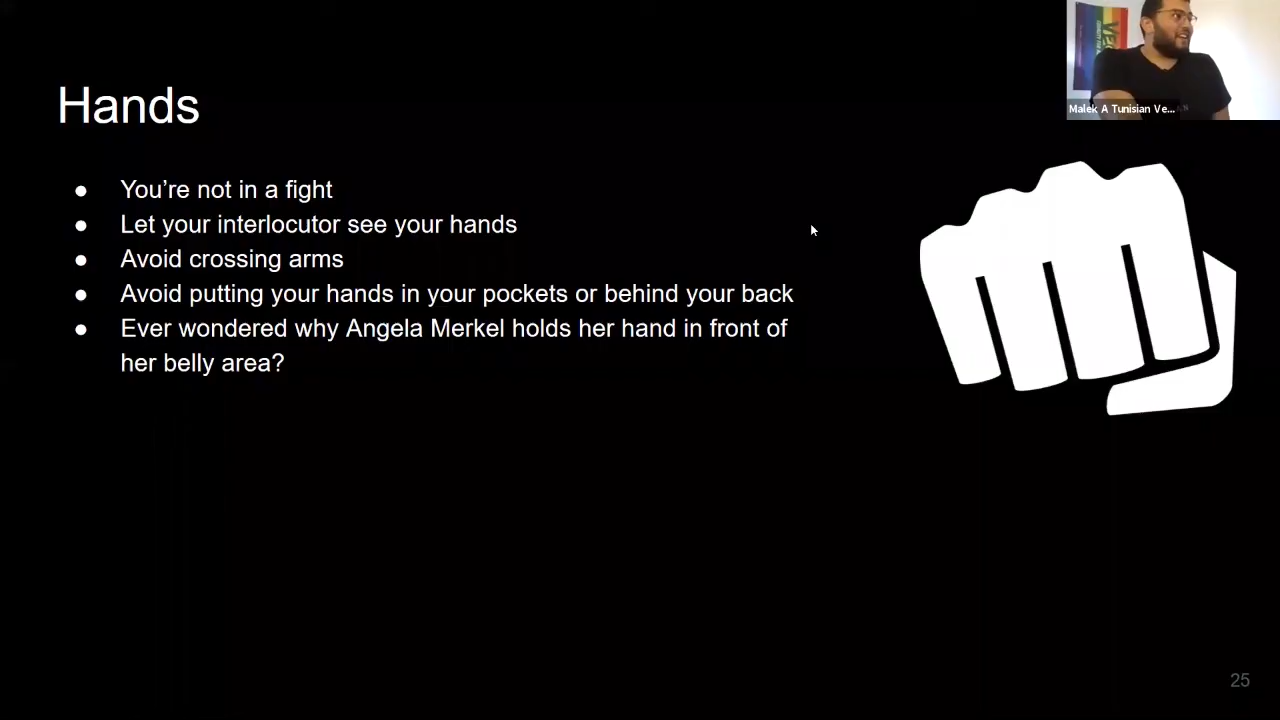 Hands
● You’re not in a fight
● Let your interlocutor see your hands
● Avoid crossing arms
● Avoid putting your hands in your pockets or behind your back
● Ever wondered why Angela Merkel holds her hand in front of
her belly area?
Malek A Tunisian Ve...
25